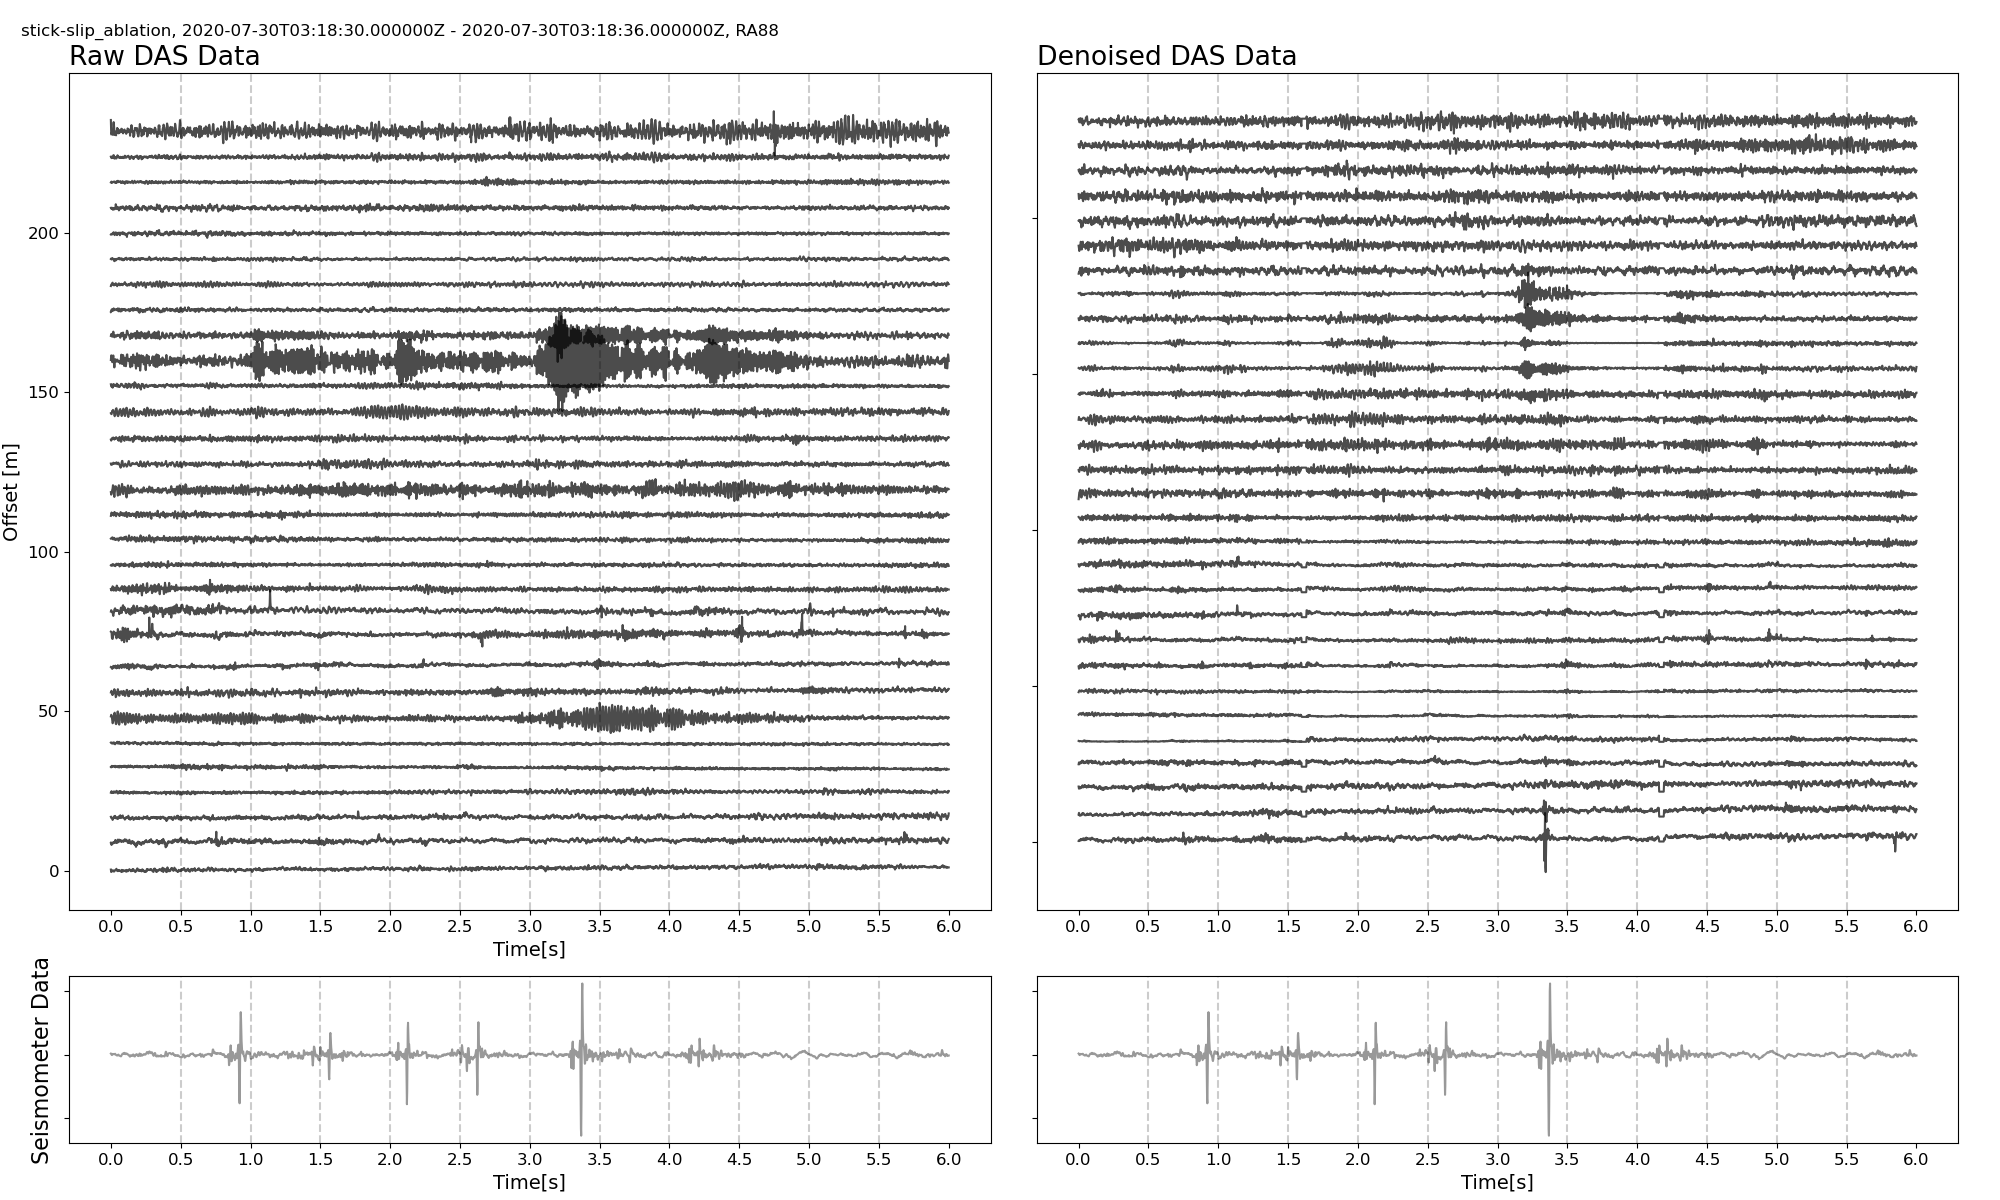 stick-slip_ablation, 2020-07-30T03:18:30.000000Z - 2020-07-30T03:18:36.000000Z, RA88
Raw DAS Data
Denoised DAS Data
Offset [m]
200
150
100
50
0
0.0 0.5 1.0 1.5 2.0 2.5 3.0 3.5 4.0 4.5 5.0 5.5 6.0
Time[s]
0.0 0.5 1.0 1.5 2.0 2.5 3.0 3.5 4.0 4.5 5.0 5.5 6.0
Seismometer Data
0.0 0.5 1.0 1.5 2.0 2.5 3.0 3.5 4.0 4.5 5.0 5.5 6.0
Time[s]
0.0 0.5 1.0 1.5 2.0 2.5 3.0 3.5 4.0 4.5 5.0 5.5 6.0
Time[s]